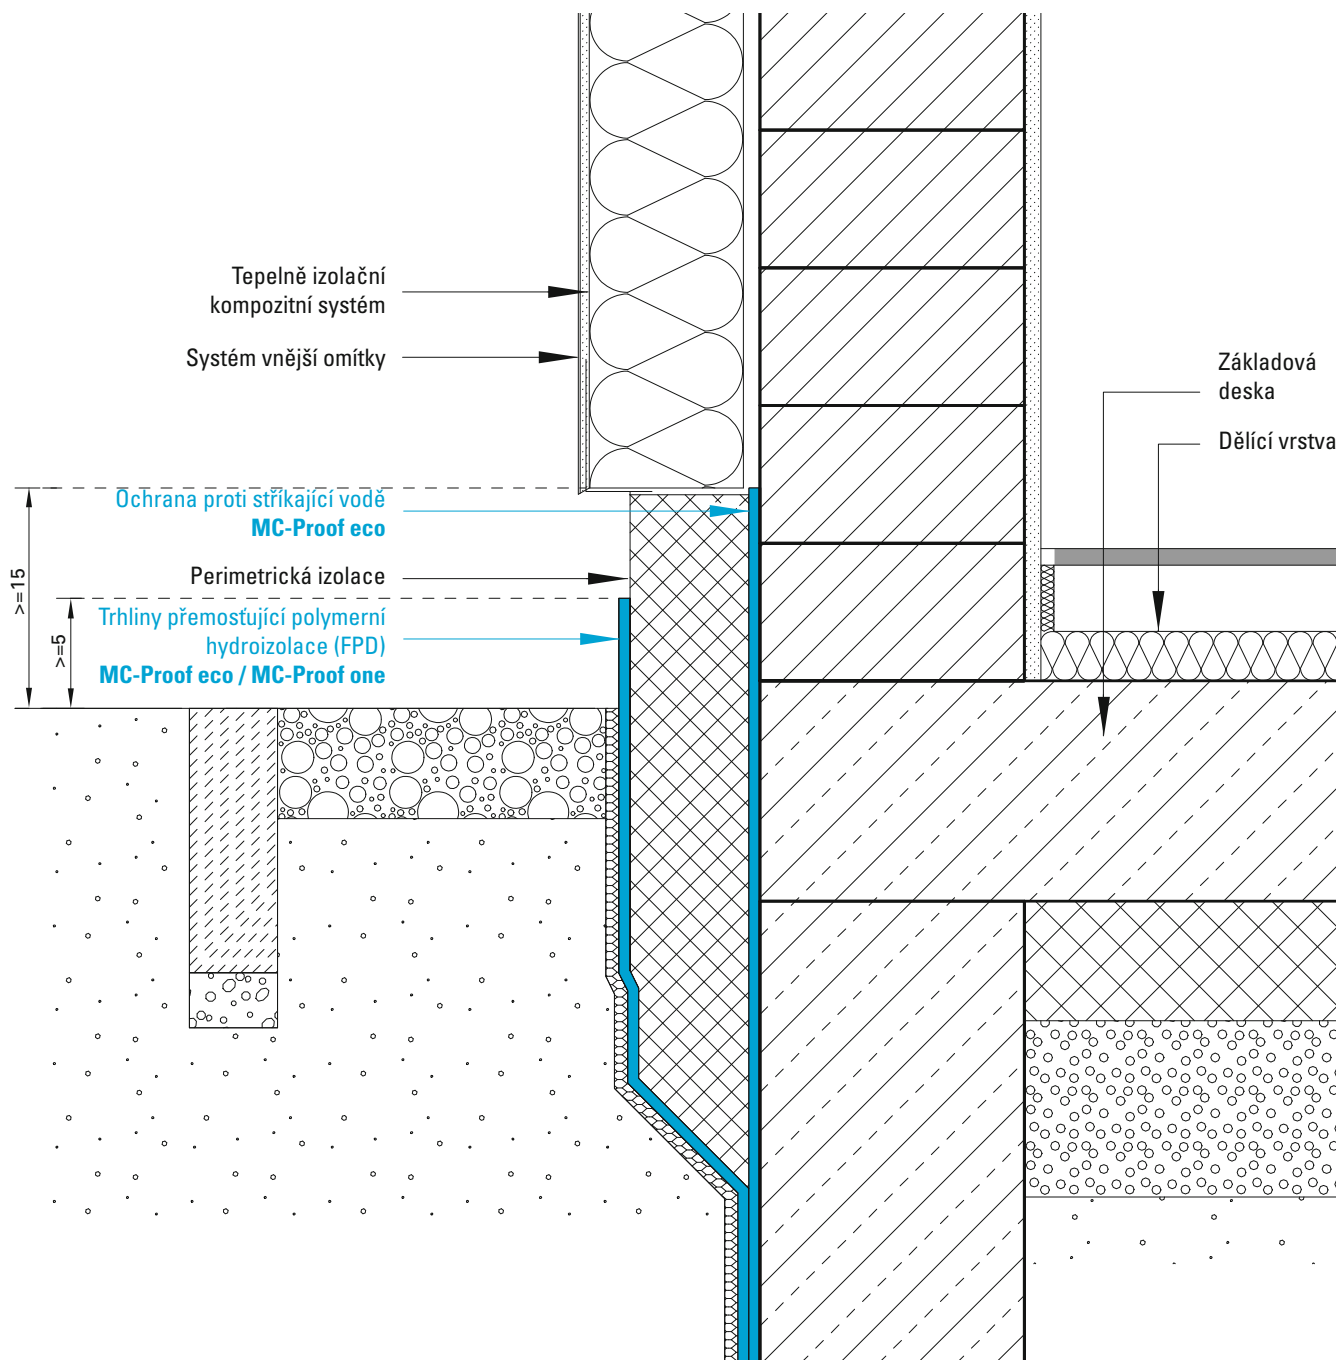 Tepelně izolační
kompozitní systém
Systém vnější omítky
Základová
deska
Dělící vrstva
Ochrana proti stříkající vodě
MC-Proof eco
Perimetrická izolace
>=15
>=5
Trhliny přemosťující polymerní
hydroizolace (FPD)
MC-Proof eco / MC-Proof one